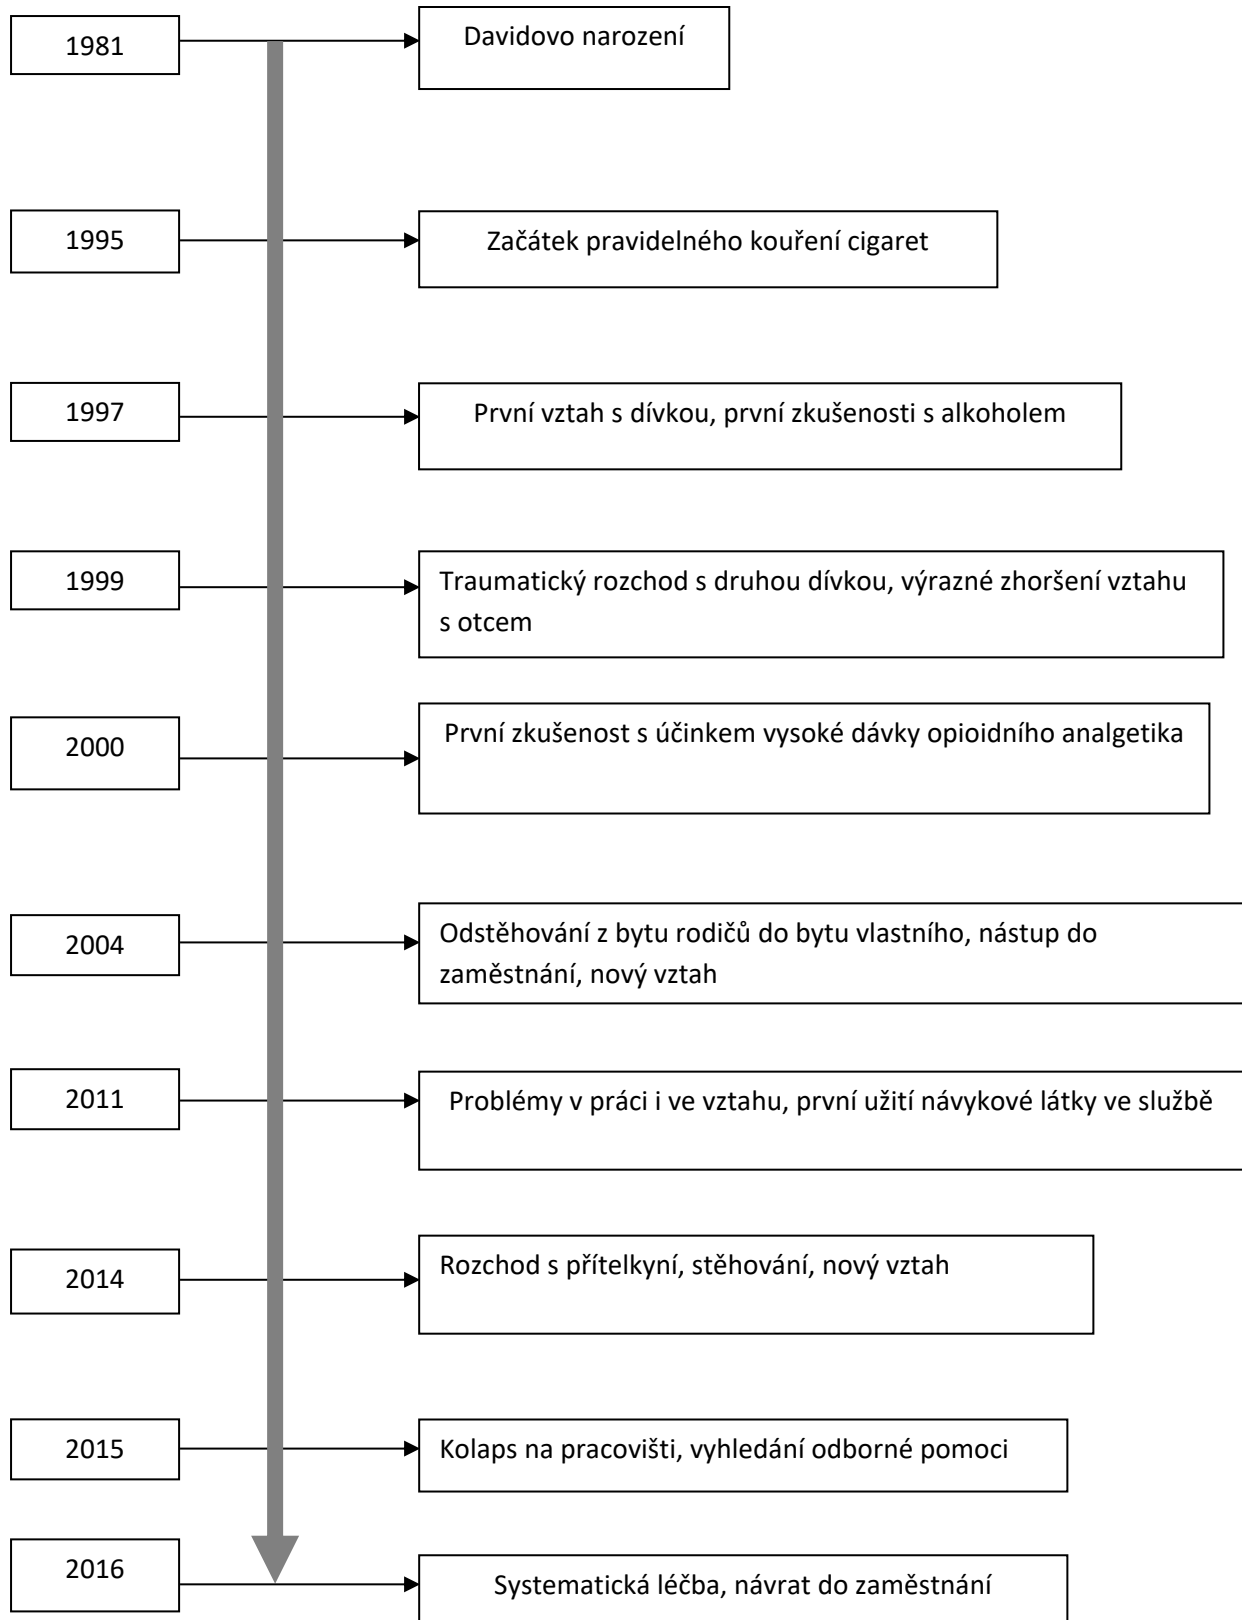 1981
Davidovo narození
1995
Začátek pravidelného kouření cigaret
1997
První vztah s dívkou, první zkušenosti s alkoholem
1999
Traumatický rozchod s druhou dívkou, výrazné zhoršení vztahu
s otcem
2000
První zkušenost s účinkem vysoké dávky opioidního analgetika
2004
Odstěhování z bytu rodičů do bytu vlastního, nástup do
zaměstnání, nový vztah
2011
Problémy v práci i ve vztahu, první užití návykové látky ve službě
2014
Rozchod s přítelkyní, stěhování, nový vztah
2015
Kolaps na pracovišti, vyhledání odborné pomoci
2016
Systematická léčba, návrat do zaměstnání